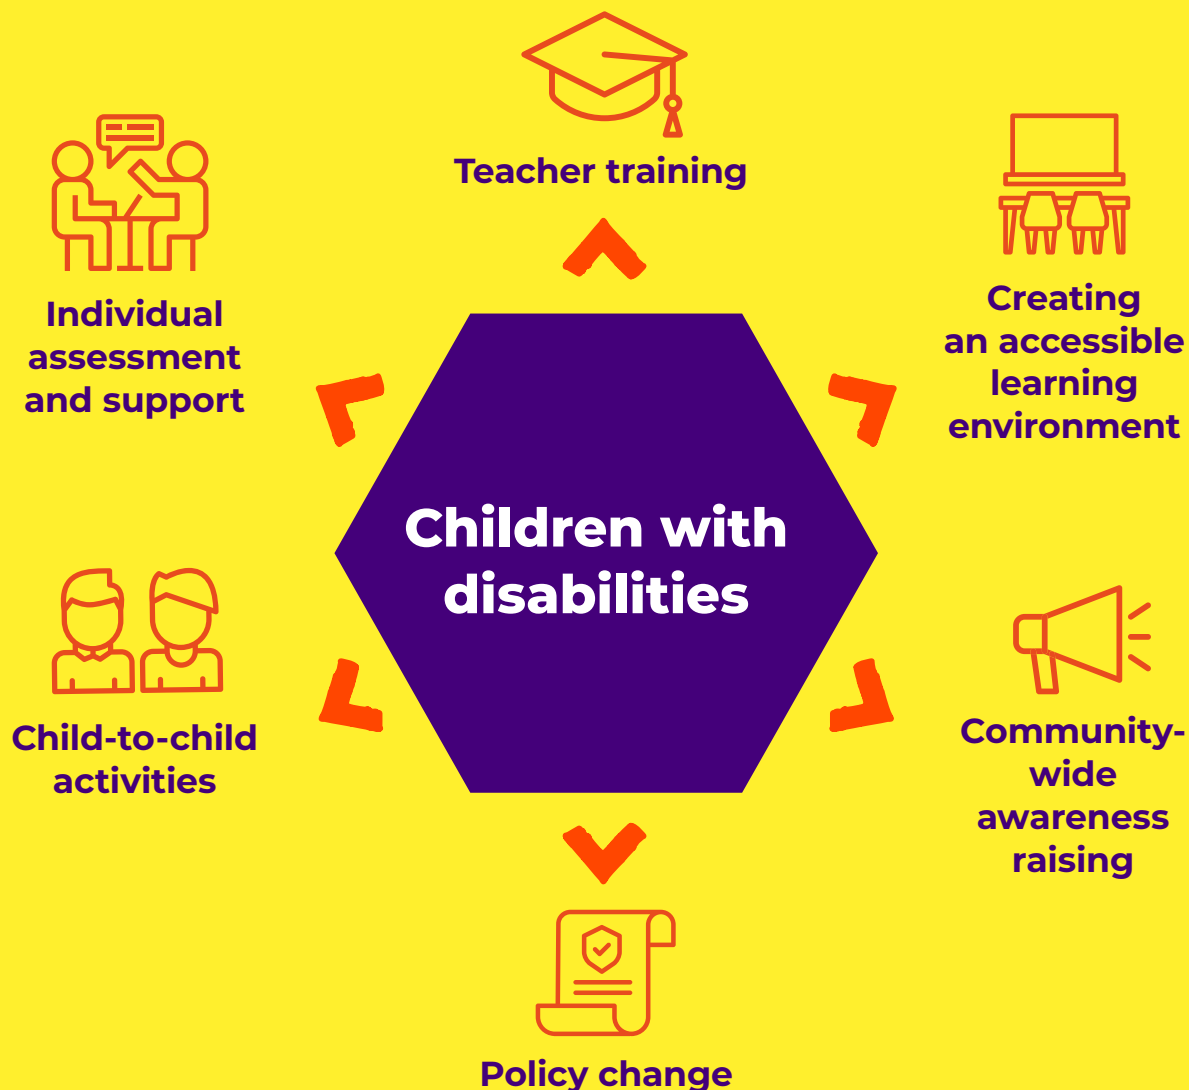 Teacher training
Individual
assessment
and support
Creating
an accessible
learning
environment
Children with
disabilities
Child-to-child
activities
Community-
wide
awareness
raising
Policy change